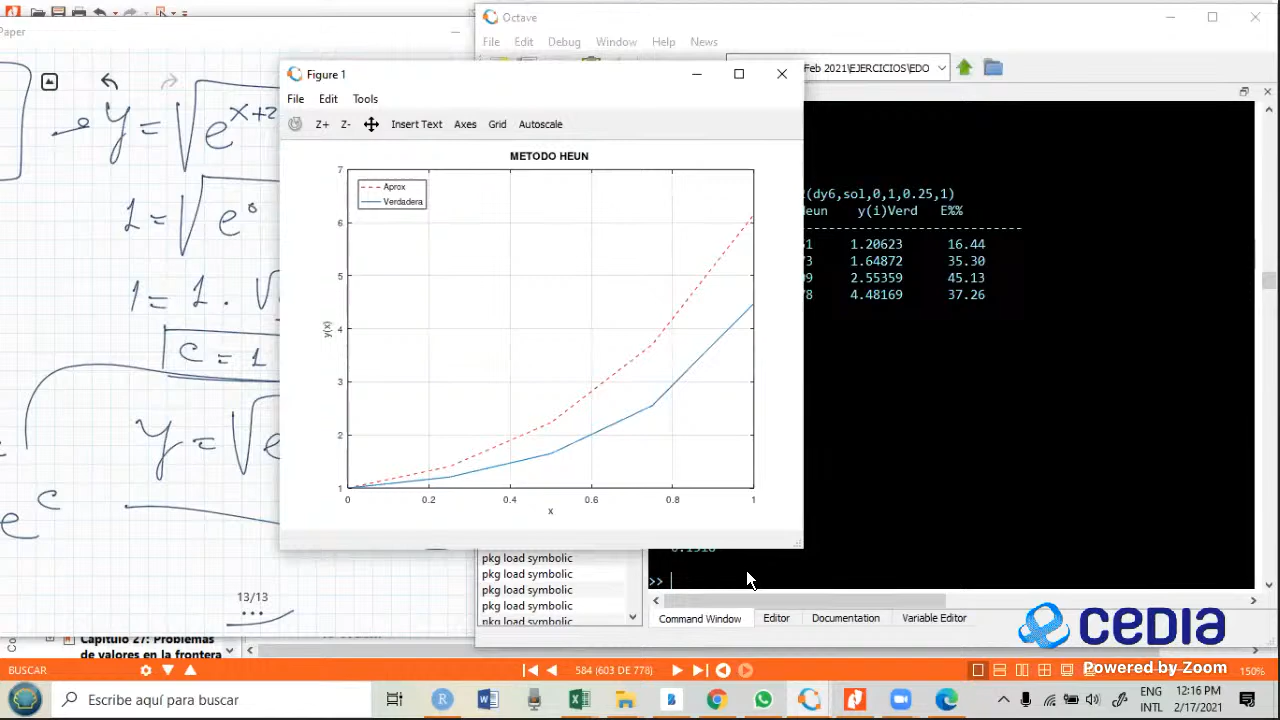 Paper
y = √e^x+2
1 = √e^0
1 = 1 . √
C = 1
y = √e
e^c
13/13
Capítulo 27: Problemas
de valores en la frontera
BUSCAR
584 (603 DE 778)
150%
Octave
File Edit Debug Window Help News
Feb 2021\EJERCICIOS\EDO
(dy6,sol,0,1,0.25,1)
y(i)Verd E%%
1.20623 16.44
1.64872 35.30
2.55359 45.13
4.48169 37.26
>>
pkg load symbolic
pkg load symbolic
pkg load symbolic
pkg load symbolic
pkg load symbolic
Command Window Editor Documentation Variable Editor
Figure 1
File Edit Tools
Z+ Z- Insert Text Axes Grid Autoscale
METODO HEUN
Aprox
Verdadera
7
6
5
4
3
2
1
y(x)
0 0.2 0.4 0.6 0.8 1
x
cedia
Powered by Zoom
Escribe aquí para buscar
ENG
INTL
12:16 PM
2/17/2021